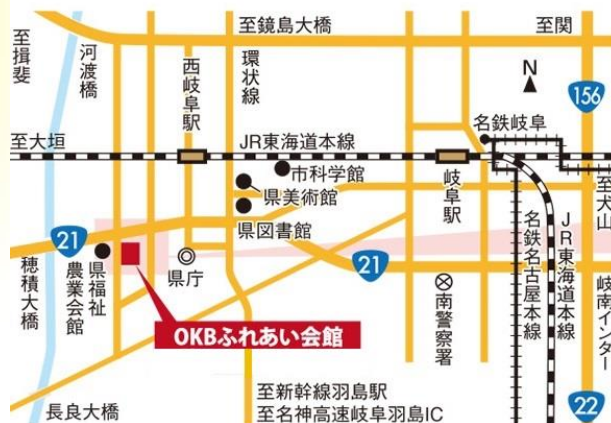 至鏡島大橋
至関
至揖斐
河渡橋
西岐阜駅
環状線
N
156
名鉄岐阜
至大垣
JR東海道本線
市科学館
県美術館
岐阜駅
至犬山
県図書館
21
穂積大橋
県福祉
農業会館
県庁
21
南警察署
名鉄名古屋本線
JR東海道本線
岐南インター
OKBふれあい会館
長良大橋
至新幹線羽島駅
至名神高速岐阜羽島IC
22